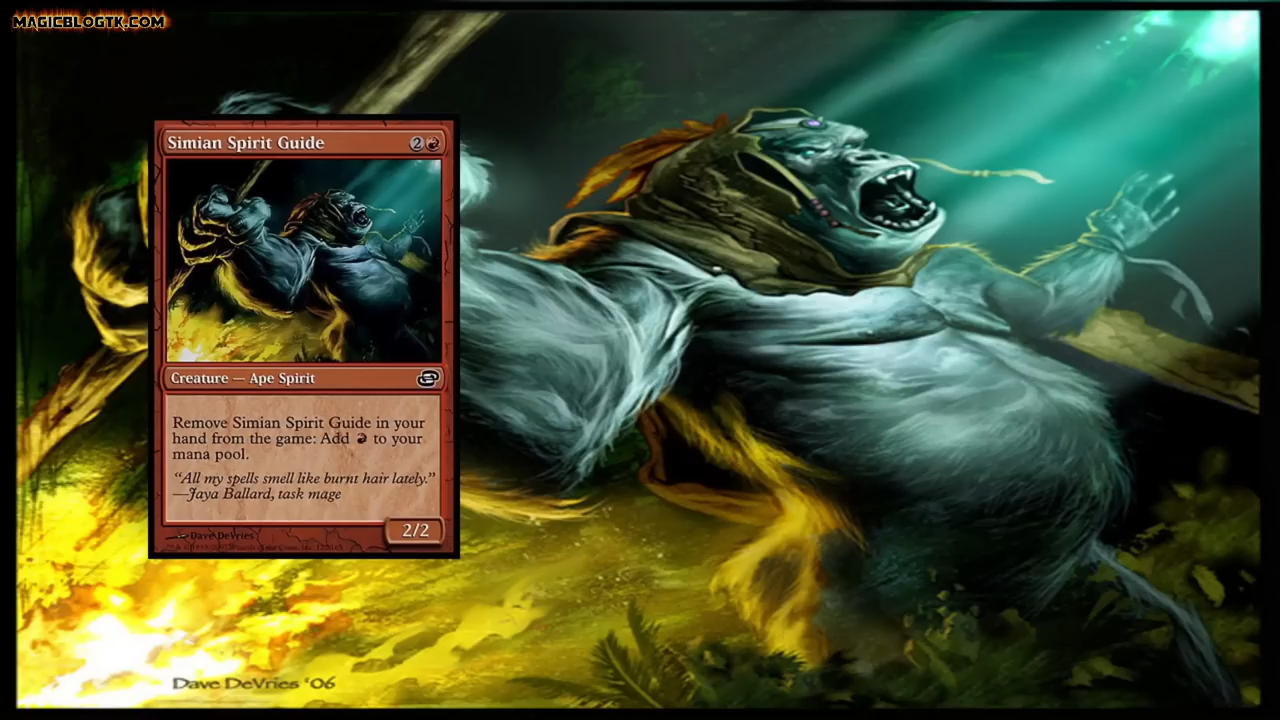 MAGICBLOGTK.COM
Simian Spirit Guide 2
Creature — Ape Spirit
Remove Simian Spirit Guide in your
hand from the game: Add to your
mana pool.
“All my spells smell like burnt hair lately.”
—Jaya Ballard, task mage
2/2
Dave DeVries
Dave DeVries '06